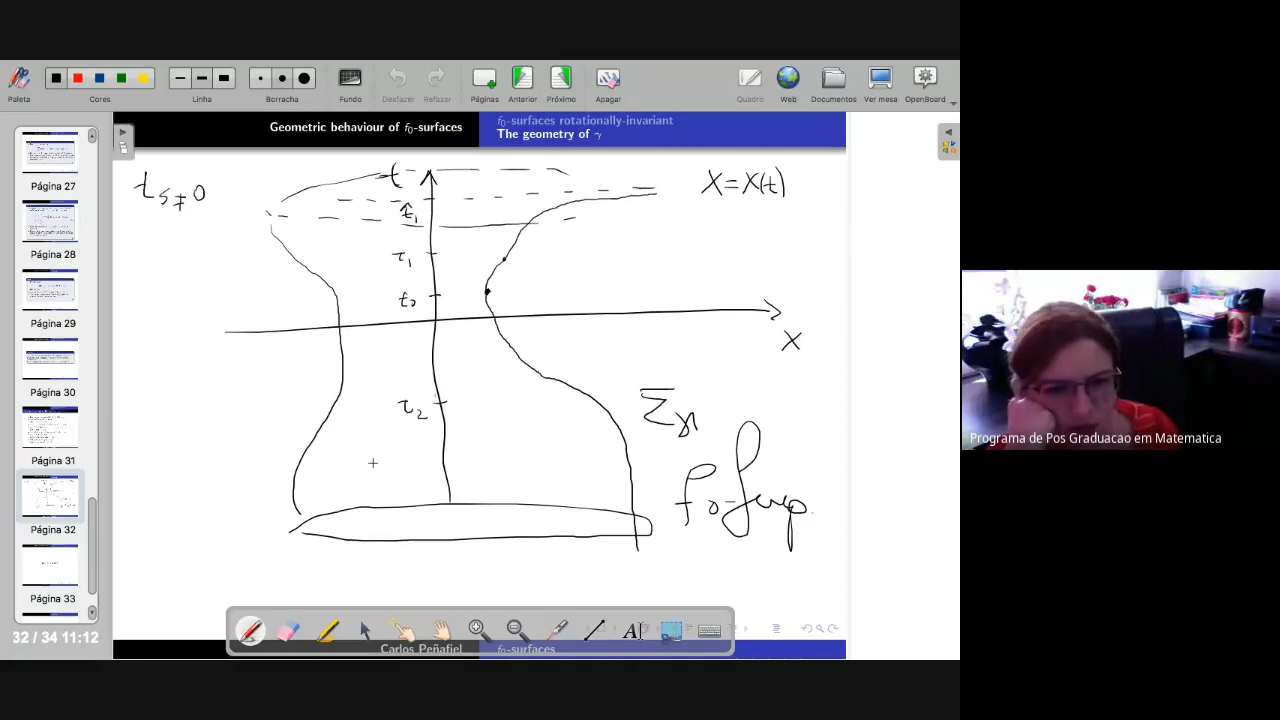 Paleta
Cores
Linha
Borracha
Fundo
Desfazer
Refazer
Páginas
Anterior
Próximo
Apagar
Quadro
Web
Documentos
Ver mesa
OpenBoard
Geometric behaviour of f₀-surfaces
f₀-surfaces rotationally-invariant
The geometry of γ
Página 27
Página 28
Página 29
Página 30
Página 31
Página 32
Página 33
32 / 34 11:12
t
X=X(t)
τ₁
t₀
x
τ₂
Carlos Peñafiel
f₀-surfaces
Programa de Pos Graduacao em Matematica